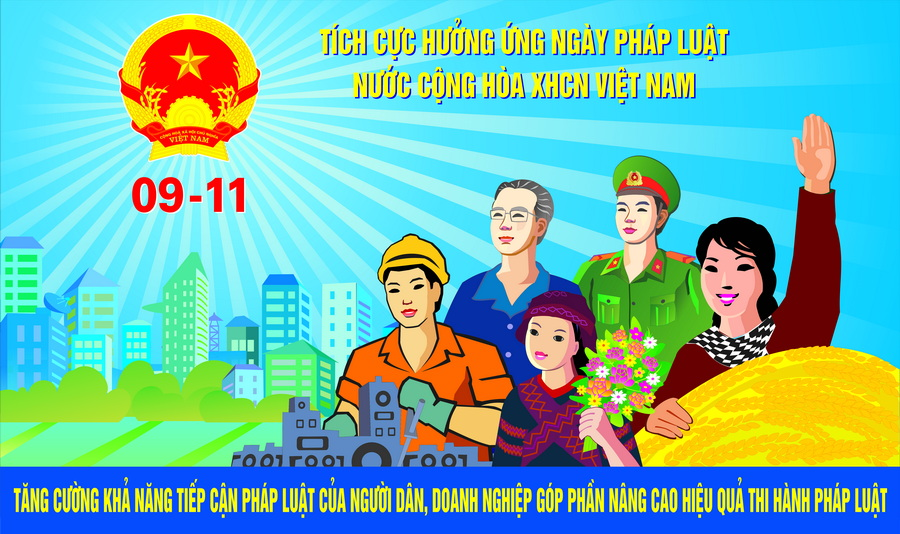 TÍCH CỰC HƯỞNG ỨNG NGÀY PHÁP LUẬT
NƯỚC CỘNG HÒA XHCN VIỆT NAM
CỘNG HÒA XÃ HỘI CHỦ NGHĨA
VIỆT NAM
09-11
TĂNG CƯỜNG KHẢ NĂNG TIẾP CẬN PHÁP LUẬT CỦA NGƯỜI DÂN, DOANH NGHIỆP GÓP PHẦN NÂNG CAO HIỆU QUẢ THI HÀNH PHÁP LUẬT